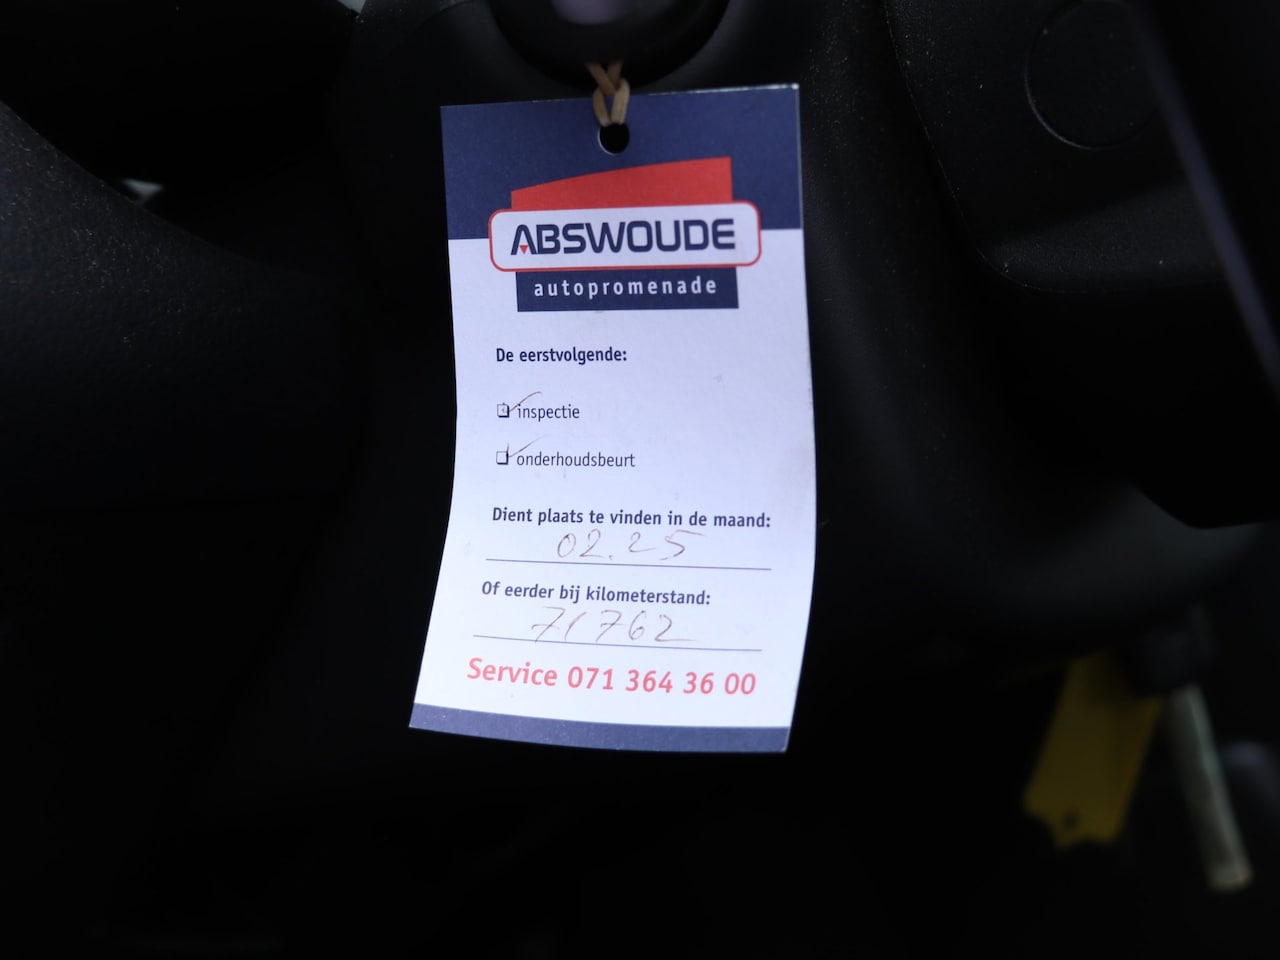 ABSWOUDE
autopromenade
De eerstvolgende:
inspectie
onderhoudsbeurt
Dient plaats te vinden in de maand:
02.25
Of eerder bij kilometerstand:
71762
Service 071 364 36 00